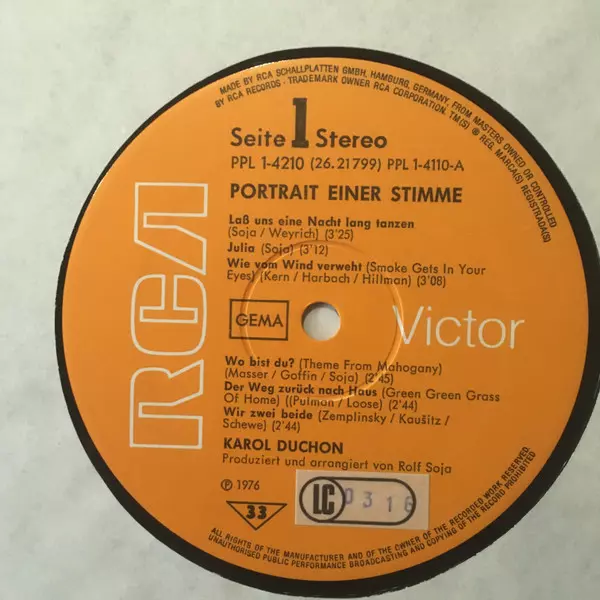 MADE BY RCA SCHALLPLATTEN GMBH, HAMBURG, GERMANY, FROM MASTERS OWNED OR CONTROLLED
BY RCA RECORDS · TRADEMARK OWNER RCA CORPORATION. TM(S) ® REG. MARCA(S) REGISTRADA(S)
Seite 1 Stereo
PPL 1-4210 (26.21799) PPL 1-4110-A
PORTRAIT EINER STIMME
Laß uns eine Nacht lang tanzen
(Soja / Weyrich) (3'25)
Julia (Soja) (3'12)
Wie vom Wind verweht (Smoke Gets In Your
Eyes) (Kern / Harbach / Hillman) (3'08)
RCA
GEMA
Victor
Wo bist du? (Theme From Mahogany)
(Masser / Goffin / Soja) (2'45)
Der Weg zurück nach Haus (Green Green Grass
Of Home) ((Putman / Loose) (2'44)
Wir zwei beide (Zemplinsky / Kaušitz /
Schewe) (2'44)
KAROL DUCHON
Produziert und arrangiert von Rolf Soja
℗ 1976
33
LC 0316
ALL RIGHTS OF THE MANUFACTURER AND OF THE OWNER OF THE RECORDED WORK RESERVED.
UNAUTHORISED PUBLIC PERFORMANCE BROADCASTING AND COPYING OF THE RECORD PROHIBITED